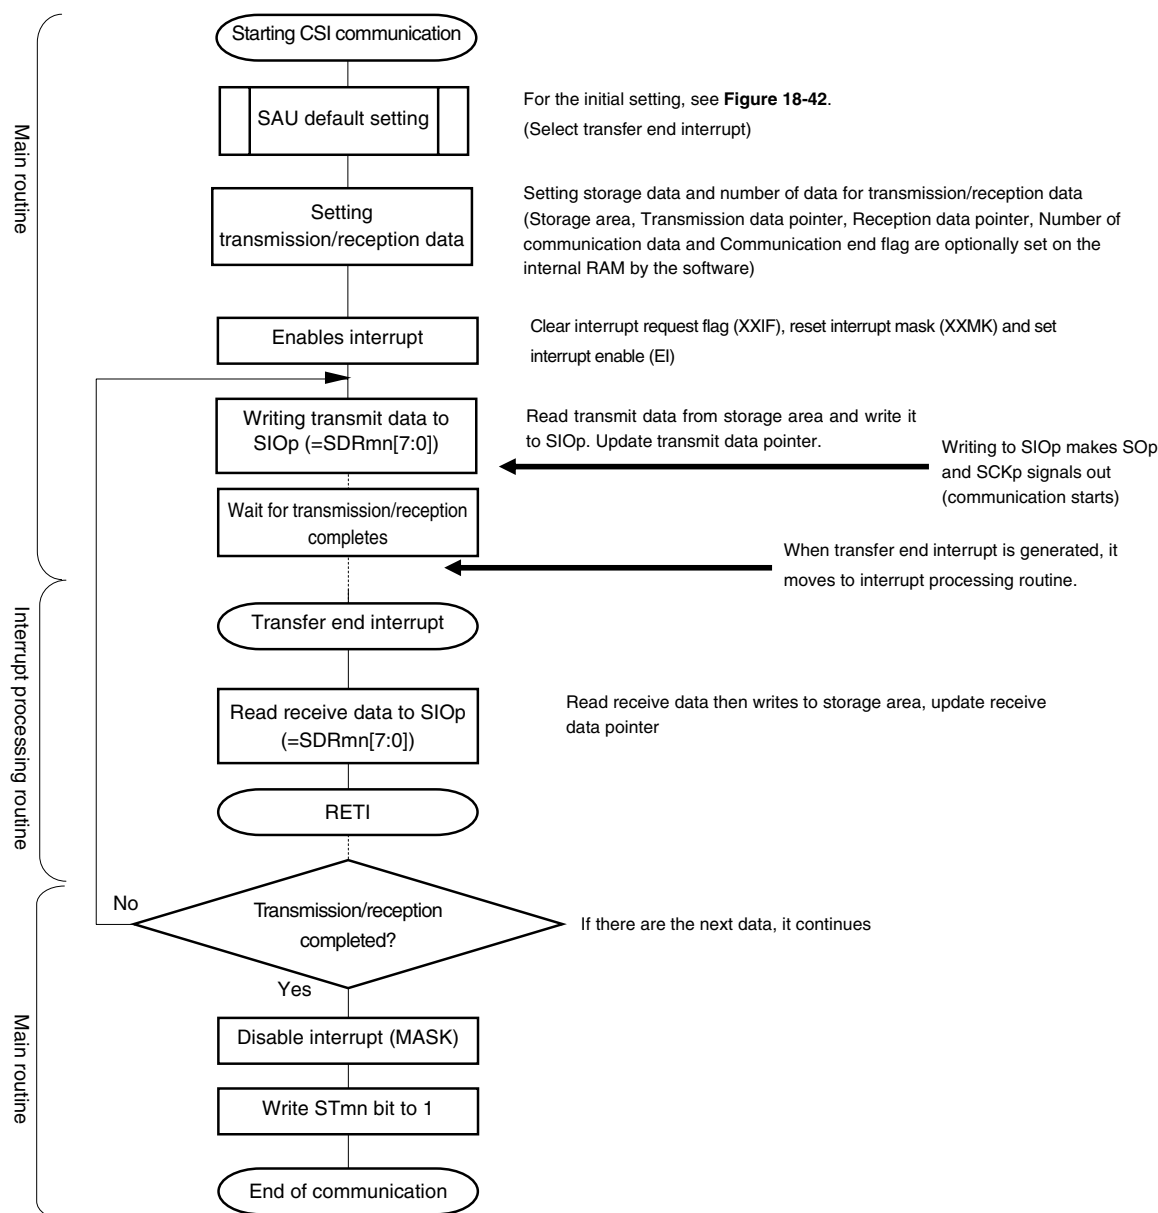 Starting CSI communication
Main routine
SAU default setting
For the initial setting, see Figure 18-42.
(Select transfer end interrupt)
Setting
transmission/reception data
Setting storage data and number of data for transmission/reception data
(Storage area, Transmission data pointer, Reception data pointer, Number of
communication data and Communication end flag are optionally set on the
internal RAM by the software)
Enables interrupt
Clear interrupt request flag (XXIF), reset interrupt mask (XXMK) and set
interrupt enable (EI)
Writing transmit data to
SIOp (=SDRmn[7:0])
Read transmit data from storage area and write it
to SIOp. Update transmit data pointer.
Writing to SIOp makes SOp
and SCKp signals out
(communication starts)
Wait for transmission/reception
completes
When transfer end interrupt is generated, it
moves to interrupt processing routine.
Interrupt processing routine
Transfer end interrupt
Read receive data to SIOp
(=SDRmn[7:0])
Read receive data then writes to storage area, update receive
data pointer
RETI
No
Transmission/reception
completed?
If there are the next data, it continues
Yes
Main routine
Disable interrupt (MASK)
Write STmn bit to 1
End of communication